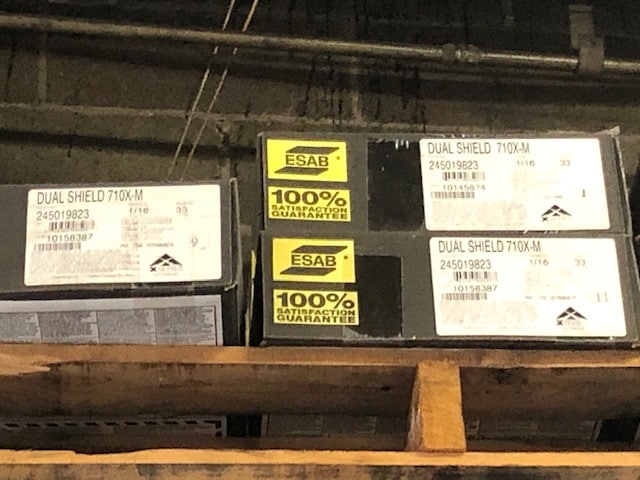 DUAL SHIELD 710X-M
245019823
1/16
33
10158387
9
ESAB
100%
SATISFACTION
GUARANTEE
DUAL SHIELD 710X-M
245019823
1/16
33
10145874
ESAB
100%
SATISFACTION
GUARANTEE
DUAL SHIELD 710X-M
245019823
1/16
33
10158387
11